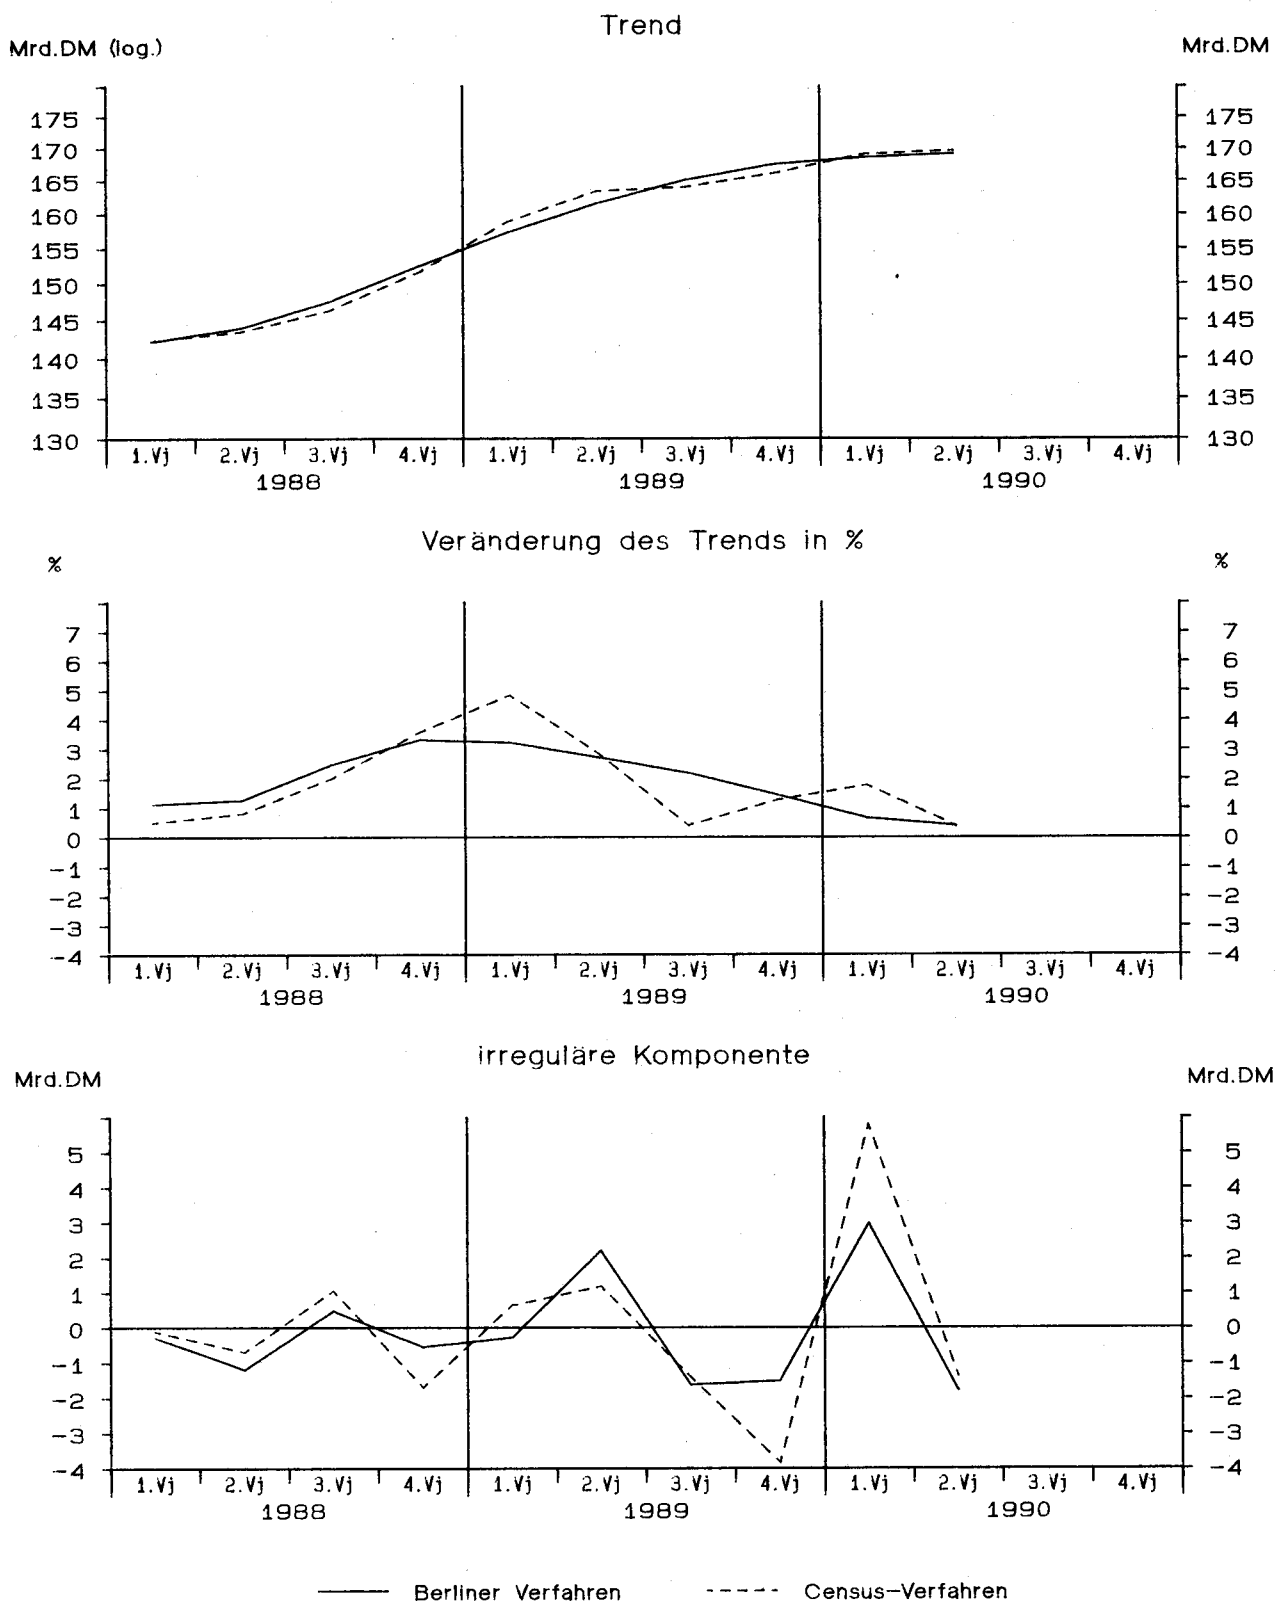 Trend
Mrd.DM (log.) Mrd.DM
175 175
170 170
165 165
160 160
155 155
150 150
145 145
140 140
135 135
130 130
1.Vj 2.Vj 3.Vj 4.Vj 1.Vj 2.Vj 3.Vj 4.Vj 1.Vj 2.Vj 3.Vj 4.Vj
1988 1989 1990
Veränderung des Trends in %
% %
7 7
6 6
5 5
4 4
3 3
2 2
1 1
0 0
-1 -1
-2 -2
-3 -3
-4 -4
1.Vj 2.Vj 3.Vj 4.Vj 1.Vj 2.Vj 3.Vj 4.Vj 1.Vj 2.Vj 3.Vj 4.Vj
1988 1989 1990
irreguläre Komponente
Mrd.DM Mrd.DM
5 5
4 4
3 3
2 2
1 1
0 0
-1 -1
-2 -2
-3 -3
-4 -4
1.Vj 2.Vj 3.Vj 4.Vj 1.Vj 2.Vj 3.Vj 4.Vj 1.Vj 2.Vj 3.Vj 4.Vj
1988 1989 1990
Berliner Verfahren Census-Verfahren